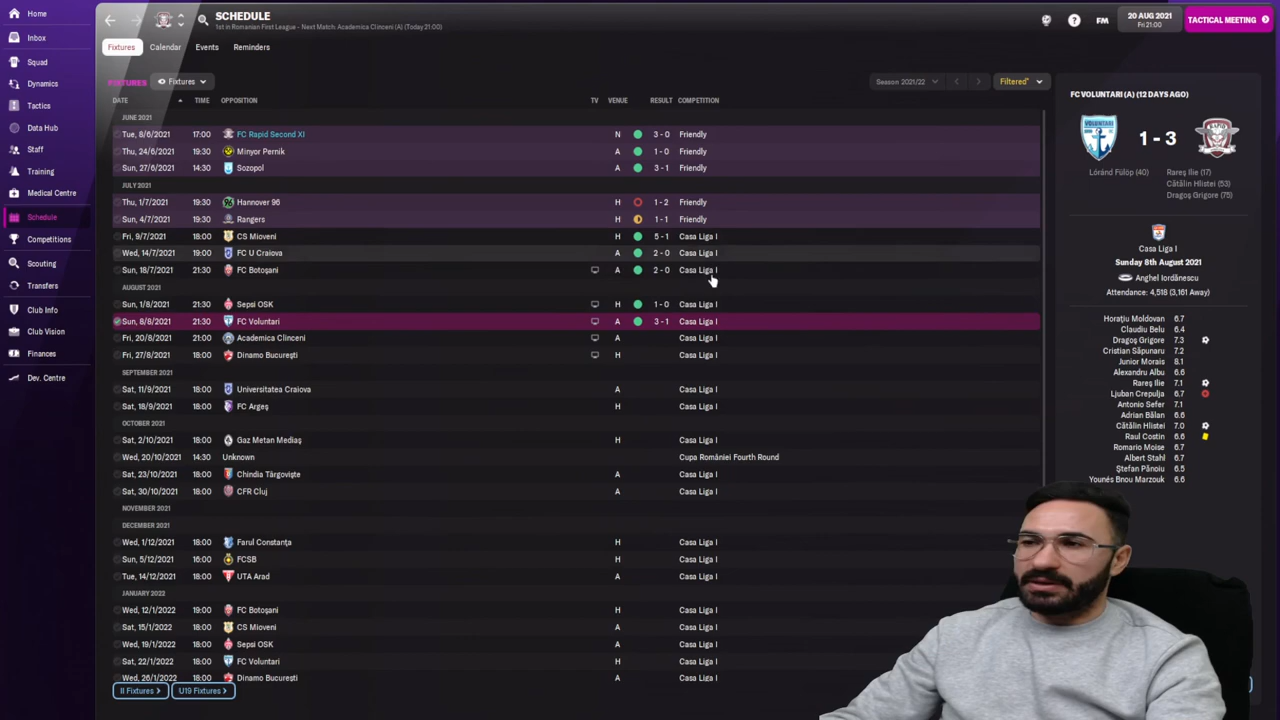 Home
Inbox
Squad
Dynamics
Tactics
Data Hub
Staff
Training
Medical Centre
Schedule
Competitions
Scouting
Transfers
Club Info
Club Vision
Finances
Dev. Centre
SCHEDULE
1st in Romanian First League - Next Match: Academica Clinceni (A) (Today 21:00)
? FM 20 AUG 2021 Fri 21:00 TACTICAL MEETING
Fixtures Calendar Events Reminders
FIXTURES Fixtures Season 2021/22 Filtered*
DATE TIME OPPOSITION TV VENUE RESULT COMPETITION
JUNE 2021
Tue, 8/6/2021 17:00 FC Rapid Second XI N 3 - 0 Friendly
Thu, 24/6/2021 19:30 Minyor Pernik A 1 - 0 Friendly
Sun, 27/6/2021 14:30 Sozopol A 3 - 1 Friendly
JULY 2021
Thu, 1/7/2021 19:30 Hannover 96 H 1 - 2 Friendly
Sun, 4/7/2021 19:30 Rangers H 1 - 1 Friendly
Fri, 9/7/2021 18:00 CS Mioveni H 5 - 1 Casa Liga I
Wed, 14/7/2021 19:00 FC U Craiova A 2 - 0 Casa Liga I
Sun, 18/7/2021 21:30 FC Botoşani A 2 - 0 Casa Liga I
AUGUST 2021
Sun, 1/8/2021 21:30 Sepsi OSK H 1 - 0 Casa Liga I
Sun, 8/8/2021 21:30 FC Voluntari A 3 - 1 Casa Liga I
Fri, 20/8/2021 21:00 Academica Clinceni A Casa Liga I
Fri, 27/8/2021 18:00 Dinamo Bucureşti H Casa Liga I
SEPTEMBER 2021
Sat, 11/9/2021 18:00 Universitatea Craiova A Casa Liga I
Sat, 18/9/2021 18:00 FC Argeş H Casa Liga I
OCTOBER 2021
Sat, 2/10/2021 18:00 Gaz Metan Mediaş H Casa Liga I
Wed, 20/10/2021 14:30 Unknown Cupa României Fourth Round
Sat, 23/10/2021 18:00 Chindia Târgovişte A Casa Liga I
Sat, 30/10/2021 18:00 CFR Cluj A Casa Liga I
NOVEMBER 2021
DECEMBER 2021
Wed, 1/12/2021 18:00 Farul Constanţa H Casa Liga I
Sun, 5/12/2021 16:00 FCSB H Casa Liga I
Tue, 14/12/2021 18:00 UTA Arad A Casa Liga I
JANUARY 2022
Wed, 12/1/2022 19:00 FC Botoşani H Casa Liga I
Sat, 15/1/2022 18:00 CS Mioveni A Casa Liga I
Wed, 19/1/2022 18:00 Sepsi OSK A Casa Liga I
Sat, 22/1/2022 18:00 FC Voluntari H Casa Liga I
Wed, 26/1/2022 18:00 Dinamo Bucureşti A Casa Liga I
II Fixtures > U19 Fixtures >
FC VOLUNTARI (A) (12 DAYS AGO)
VOLUNTARI 1 - 3 RAPID
Lóránd Fülöp (40) Rareş Ilie (17)
Cătălin Hlistei (53)
Dragoş Grigore (75)
Casa Liga I
Sunday 8th August 2021
Anghel Iordănescu
Attendance: 4,518 (3,161 Away)
Horaţiu Moldovan 6.7
Claudiu Belu 6.4
Dragoş Grigore 7.3
Cristian Săpunaru 7.2
Junior Morais 8.1
Alexandru Albu 6.6
Rareş Ilie 7.1
Ljuban Crepulja 6.7
Antonio Sefer 7.1
Adrian Bălan 6.6
Cătălin Hlistei 7.0
Raul Costin 6.6
Romario Moise 6.7
Albert Stahl 6.7
Ştefan Pănoiu 6.5
Younés Bnou Marzouk 6.6